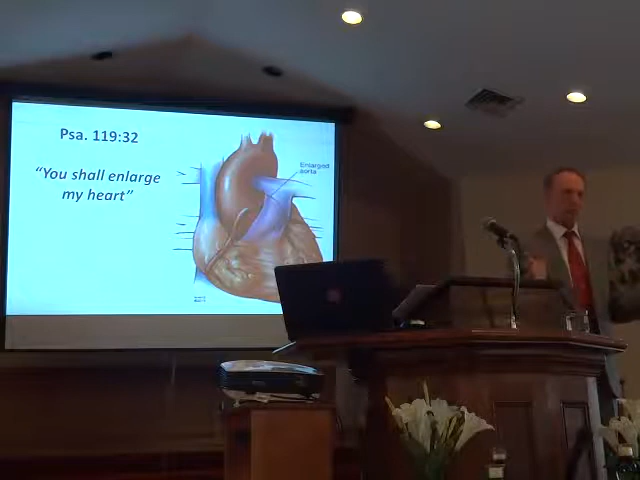 Psa. 119:32
"You shall enlarge
my heart"
Enlarged
aorta